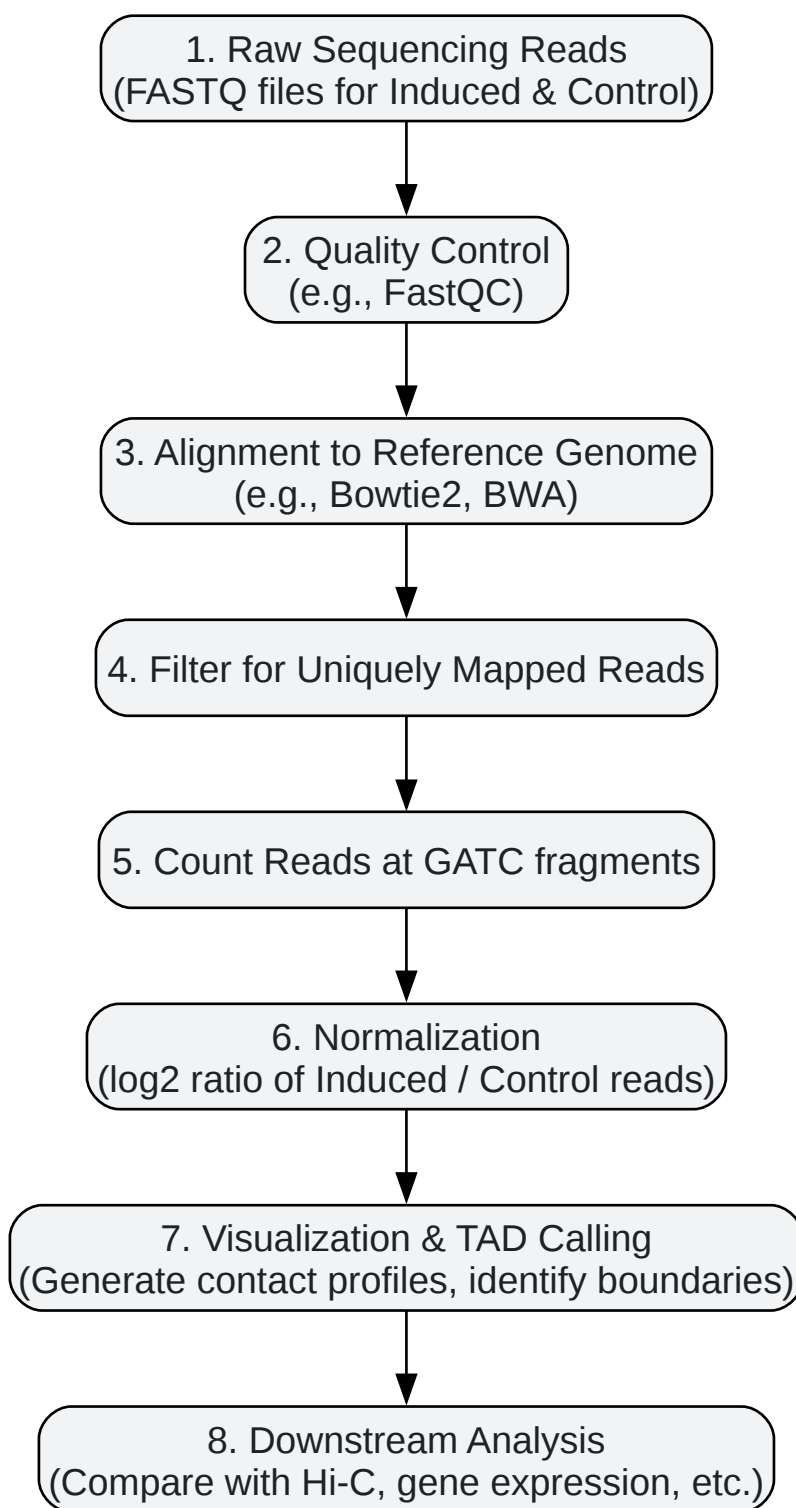 1. Raw Sequencing Reads
(FASTQ files for Induced & Control)
2. Quality Control
(e.g., FastQC)
3. Alignment to Reference Genome
(e.g., Bowtie2, BWA)
4. Filter for Uniquely Mapped Reads
5. Count Reads at GATC fragments
6. Normalization
(log2 ratio of Induced / Control reads)
7. Visualization & TAD Calling
(Generate contact profiles, identify boundaries)
8. Downstream Analysis
(Compare with Hi-C, gene expression, etc.)